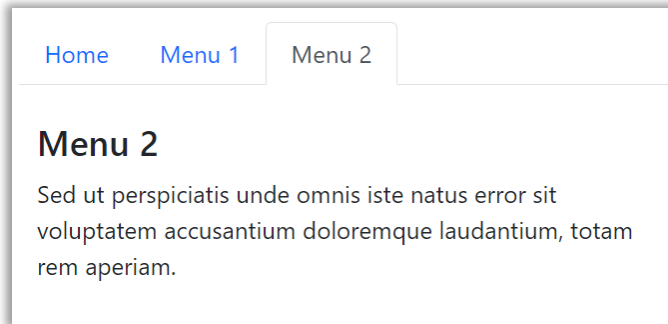 Home Menu 1 Menu 2
Menu 2
Sed ut perspiciatis unde omnis iste natus error sit
voluptatem accusantium doloremque laudantium, totam
rem aperiam.